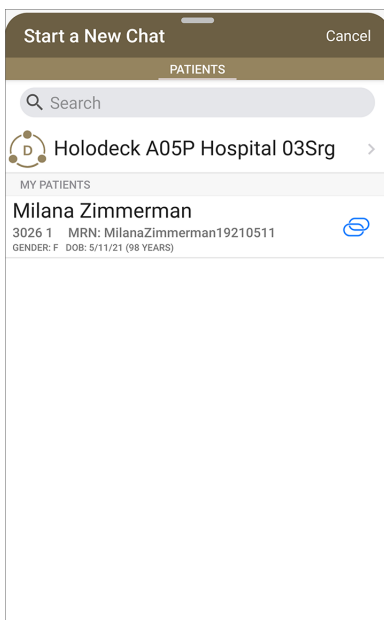 Start a New Chat Cancel
PATIENTS
Search
D Holodeck A05P Hospital 03Srg
MY PATIENTS
Milana Zimmerman
3026 1 MRN: MilanaZimmerman19210511
GENDER: F DOB: 5/11/21 (98 YEARS)